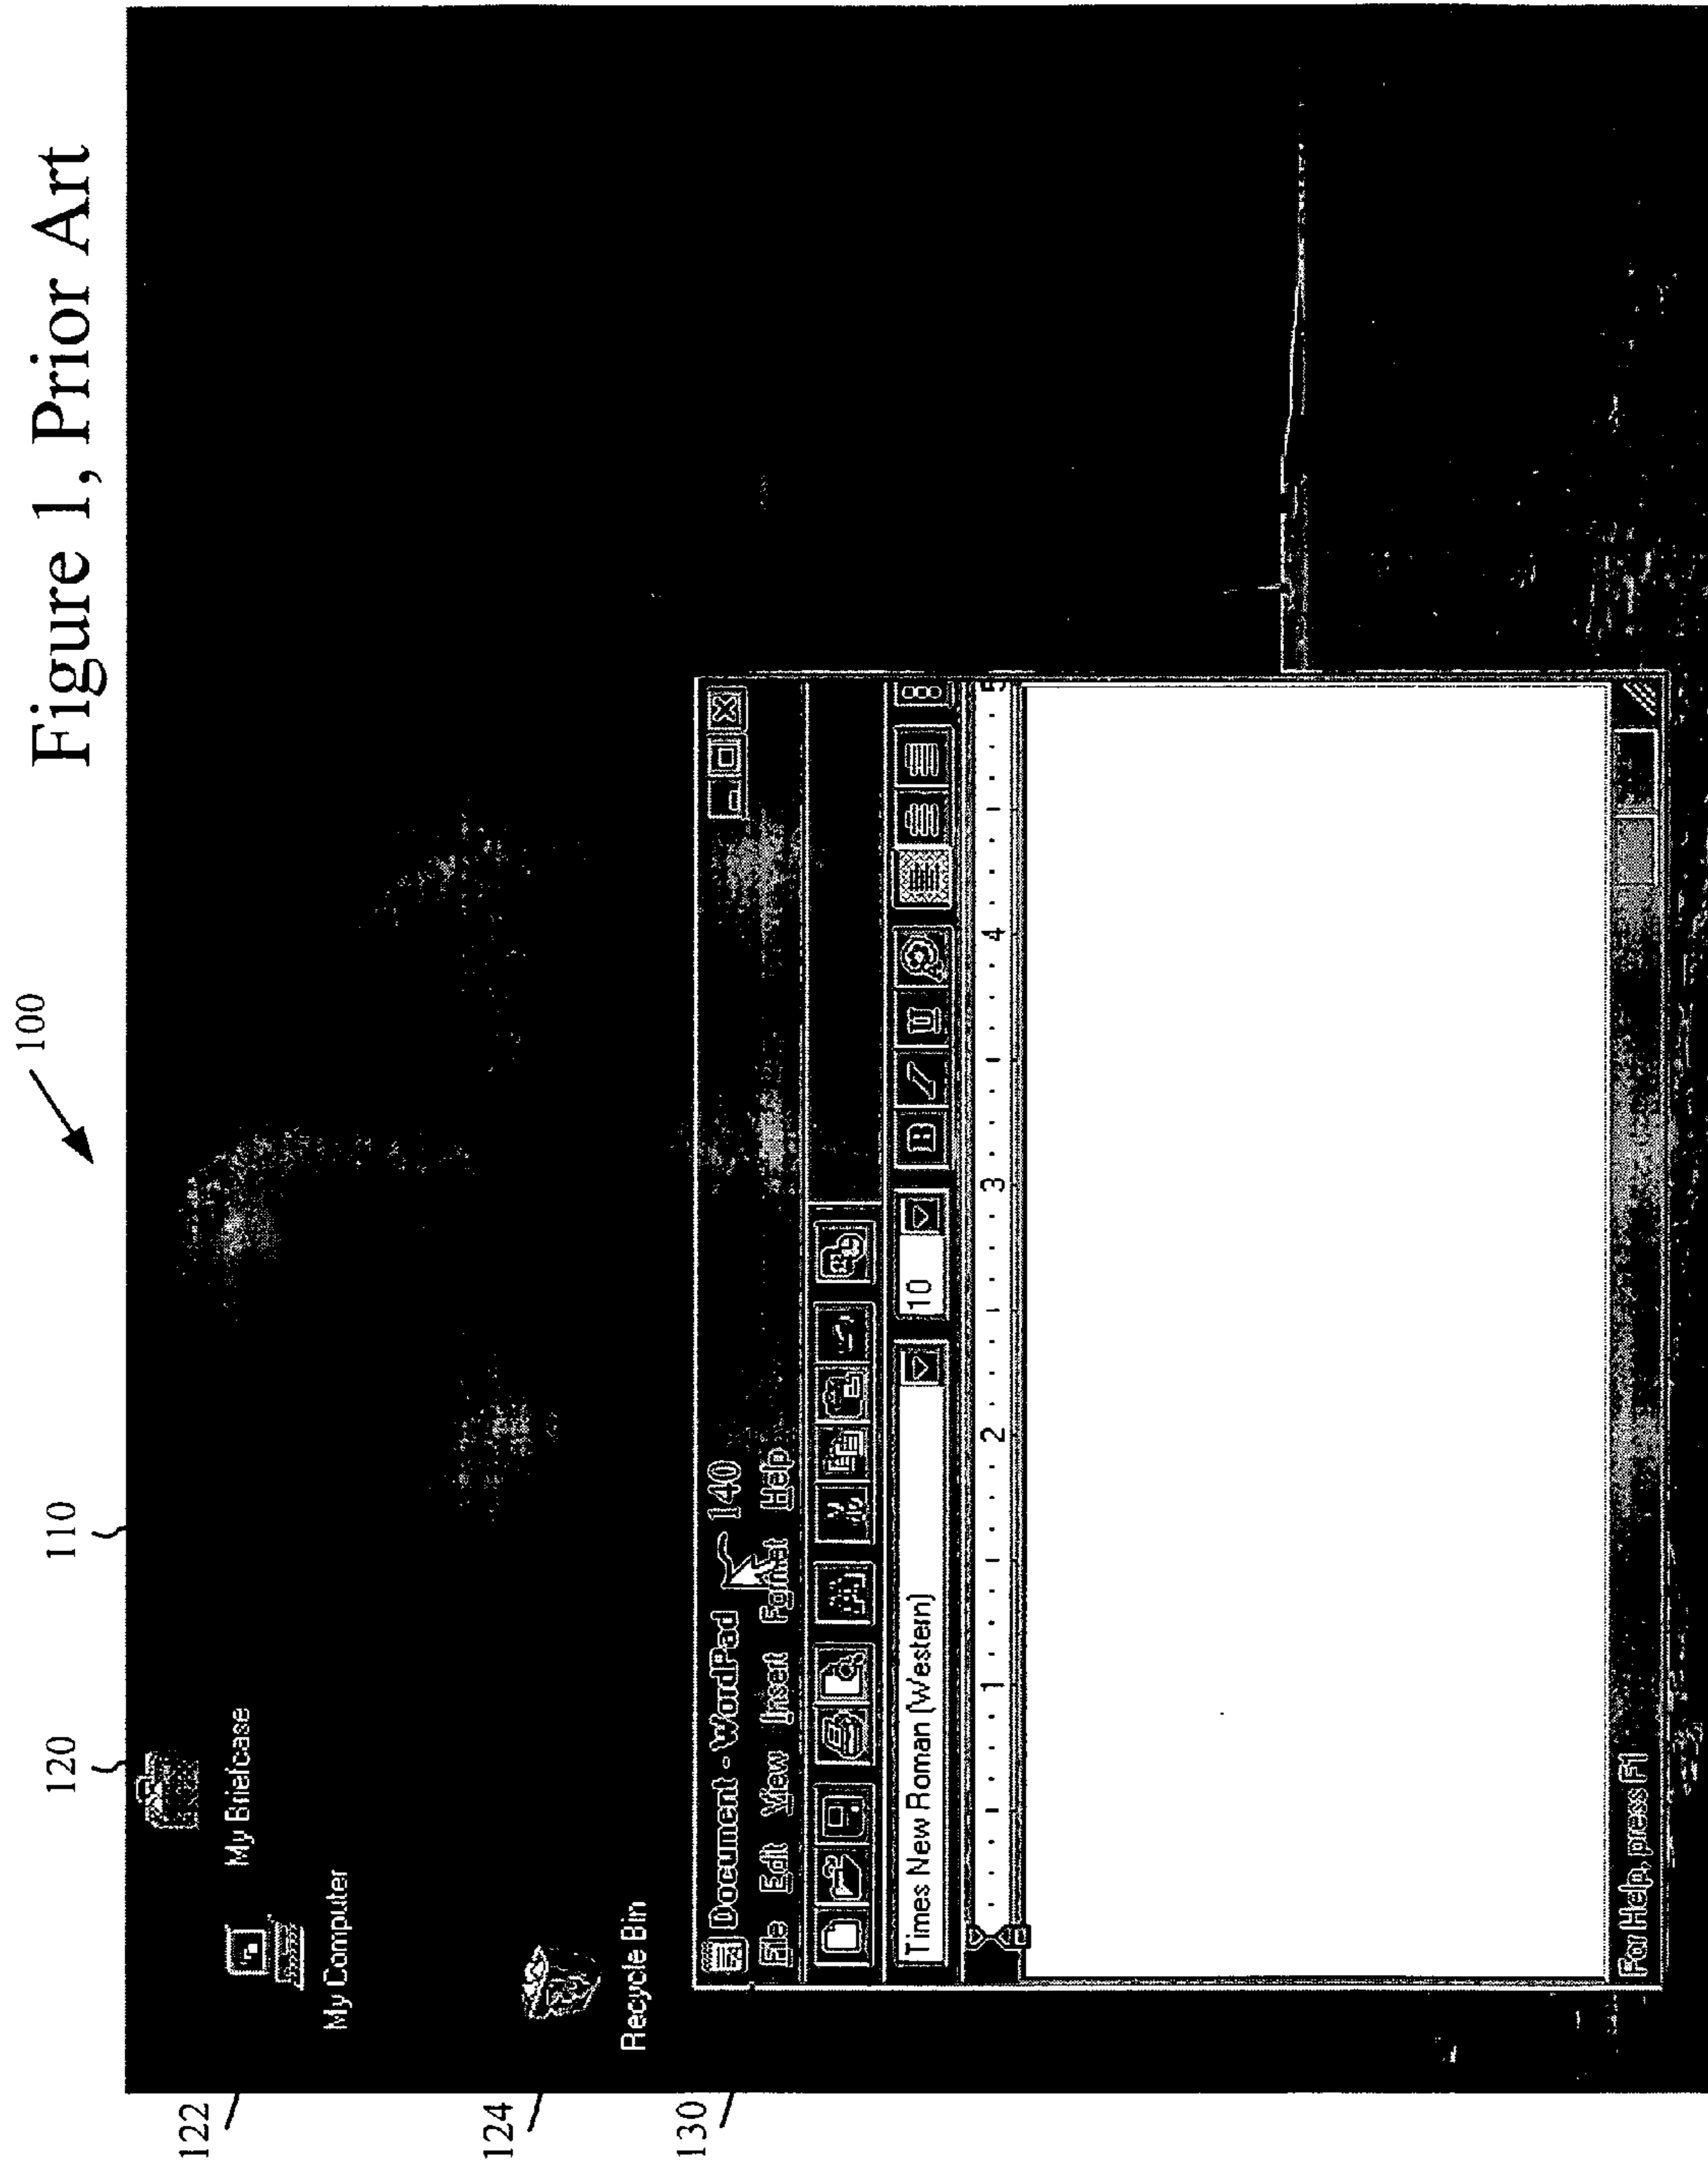 Figure 1, Prior Art
100
110
120
122
124
130
My Briefcase
My Computer
Recycle Bin
Document - WordPad
140
File Edit View Insert Format Help
Times New Roman (Western)
10
B I U
1 2 3 4 5
For Help, press F1